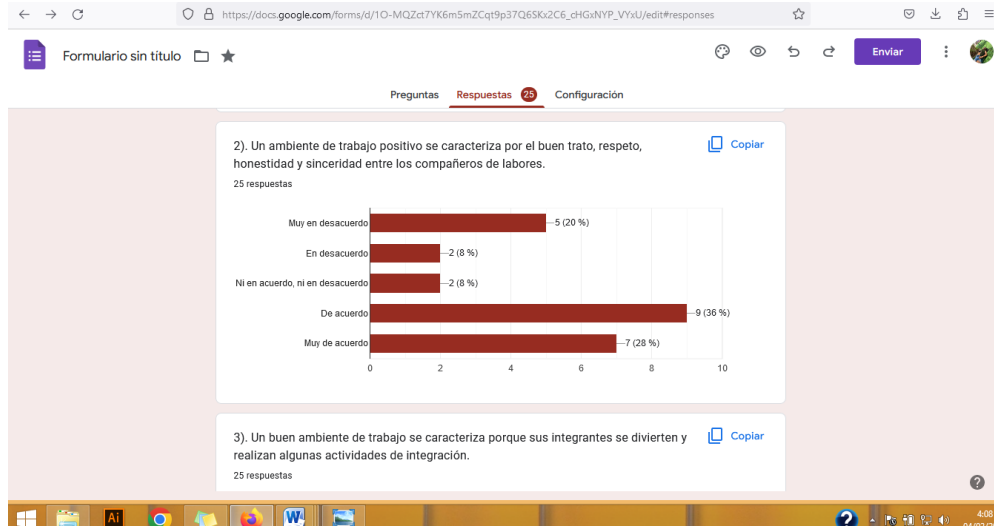 https://docs.google.com/forms/d/1O-MQZct7YK6m5mZCqt9p37Q6SKx2C6_cHGxNYP_VYxU/edit#responses
Formulario sin título
Enviar
Preguntas Respuestas 25 Configuración
2). Un ambiente de trabajo positivo se caracteriza por el buen trato, respeto,
honestidad y sinceridad entre los compañeros de labores.
Copiar
25 respuestas
Muy en desacuerdo 5 (20 %)
En desacuerdo 2 (8 %)
Ni en acuerdo, ni en desacuerdo 2 (8 %)
De acuerdo 9 (36 %)
Muy de acuerdo 7 (28 %)
0 2 4 6 8 10
3). Un buen ambiente de trabajo se caracteriza porque sus integrantes se divierten y
realizan algunas actividades de integración.
Copiar
25 respuestas
Ai
W
4:08